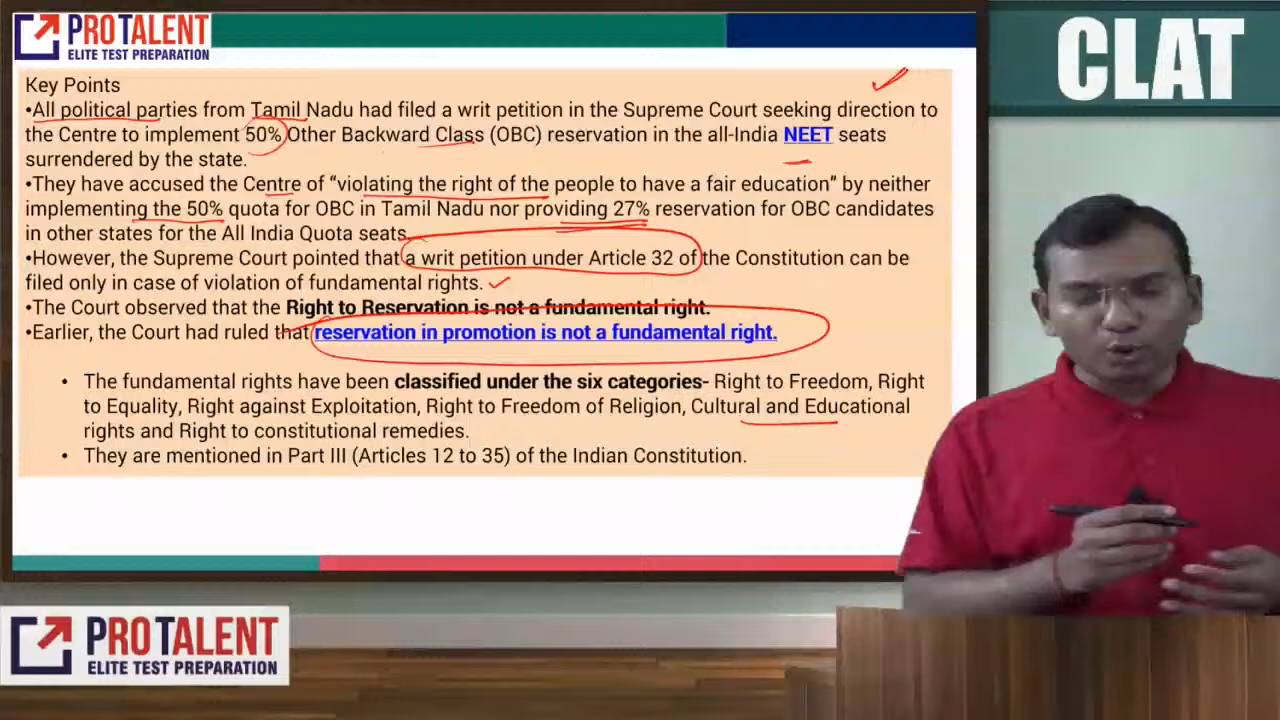 PROTALENT
ELITE TEST PREPARATION
CLAT
Key Points
•All political parties from Tamil Nadu had filed a writ petition in the Supreme Court seeking direction to
the Centre to implement 50% Other Backward Class (OBC) reservation in the all-India NEET seats
surrendered by the state.
•They have accused the Centre of “violating the right of the people to have a fair education” by neither
implementing the 50% quota for OBC in Tamil Nadu nor providing 27% reservation for OBC candidates
in other states for the All India Quota seats.
•However, the Supreme Court pointed that a writ petition under Article 32 of the Constitution can be
filed only in case of violation of fundamental rights.
•The Court observed that the Right to Reservation is not a fundamental right.
•Earlier, the Court had ruled that reservation in promotion is not a fundamental right.
• The fundamental rights have been classified under the six categories- Right to Freedom, Right
to Equality, Right against Exploitation, Right to Freedom of Religion, Cultural and Educational
rights and Right to constitutional remedies.
• They are mentioned in Part III (Articles 12 to 35) of the Indian Constitution.
PROTALENT
ELITE TEST PREPARATION